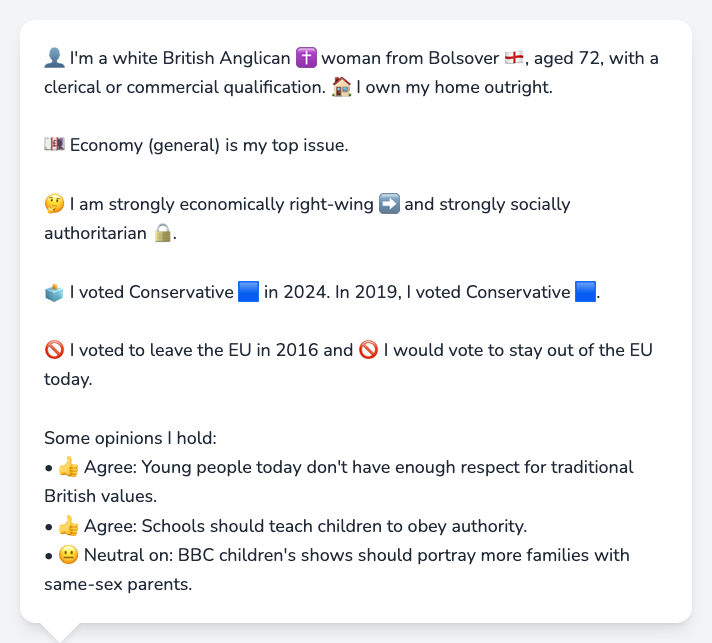 👤 I'm a white British Anglican ✝️ woman from Bolsover 🏴󠁧󠁢󠁥󠁮󠁧󠁿, aged 72, with a
clerical or commercial qualification. 🏠 I own my home outright.
💷 Economy (general) is my top issue.
🤔 I am strongly economically right-wing ➡️ and strongly socially
authoritarian 🔒.
🗳️ I voted Conservative 🟦 in 2024. In 2019, I voted Conservative 🟦.
🚫 I voted to leave the EU in 2016 and 🚫 I would vote to stay out of the EU
today.
Some opinions I hold:
• 👍 Agree: Young people today don't have enough respect for traditional
British values.
• 👍 Agree: Schools should teach children to obey authority.
• 😐 Neutral on: BBC children's shows should portray more families with
same-sex parents.